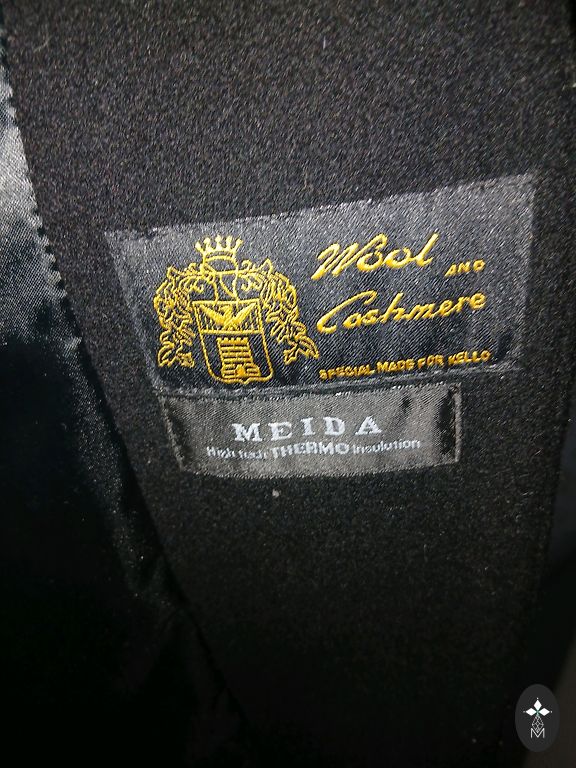 Wool AND
Cashmere
SPECIAL MADE FOR KELLO
MEIDA
High tech THERMO Insulation
M